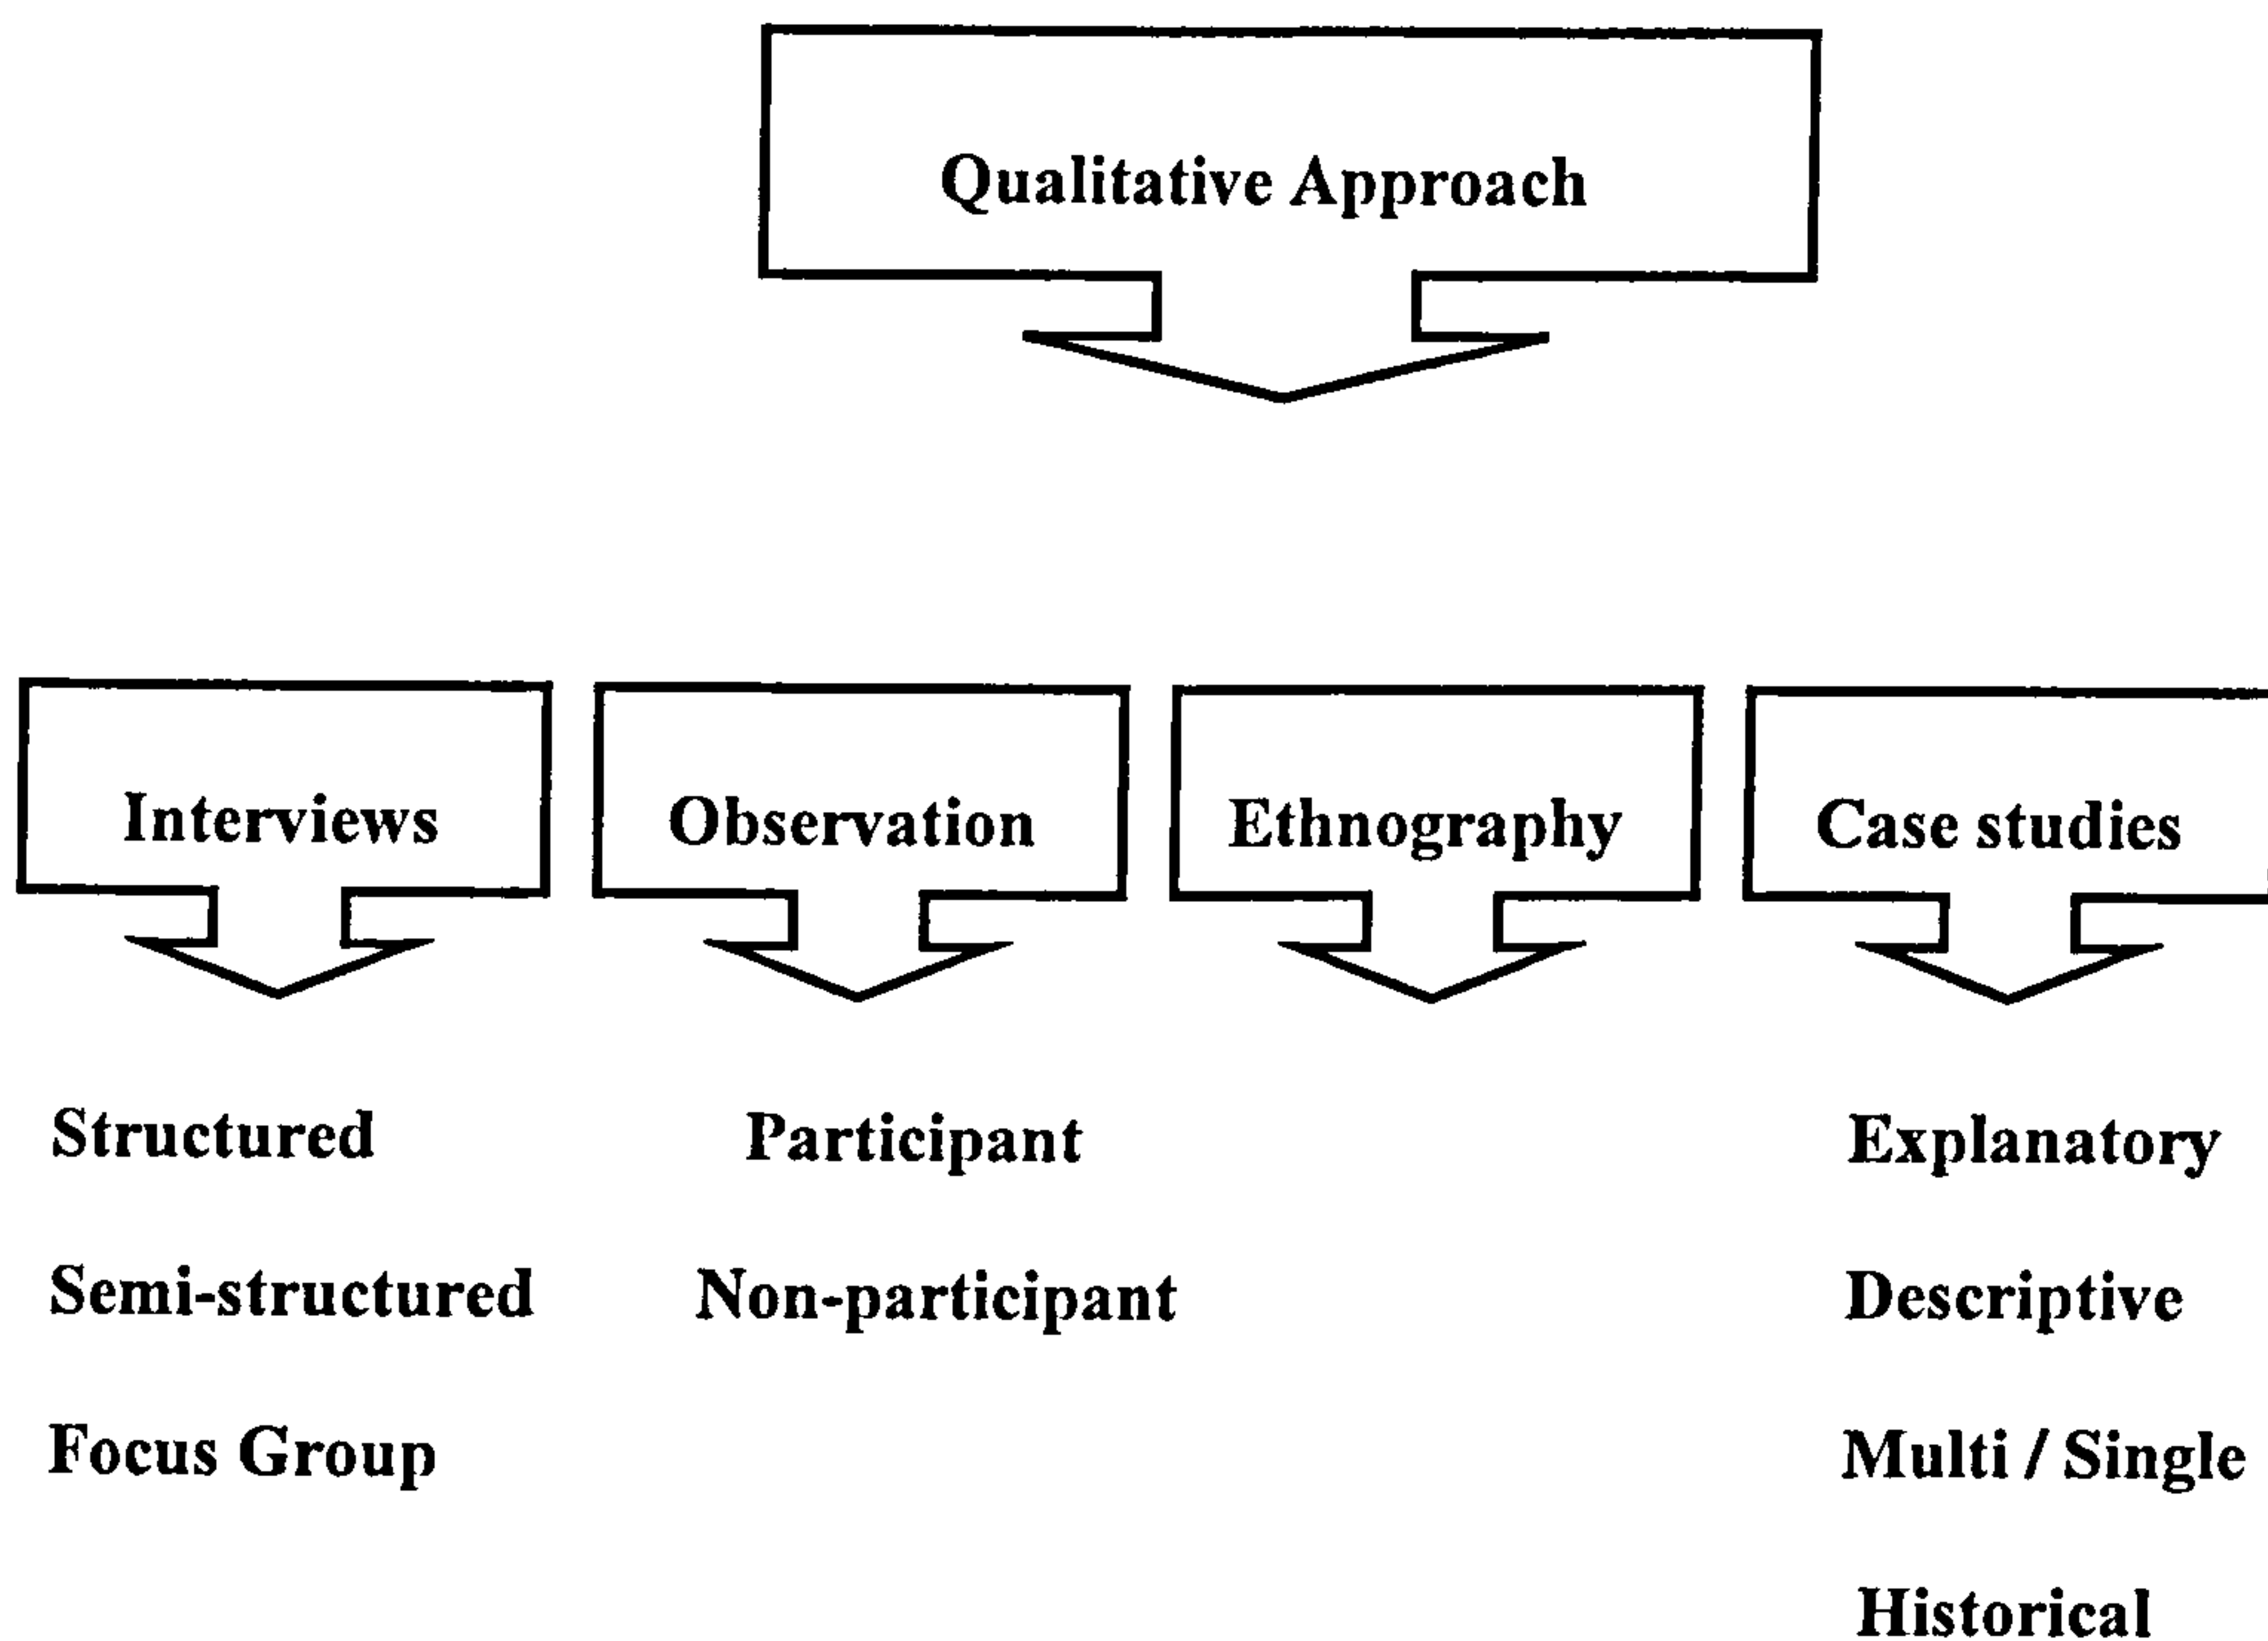 Qualitative Approach
Interviews
Observation
Ethnography
Case studies
Structured
Participant
Explanatory
Semi-structured
Non-participant
Descriptive
Focus Group
Multi / Single
Historical